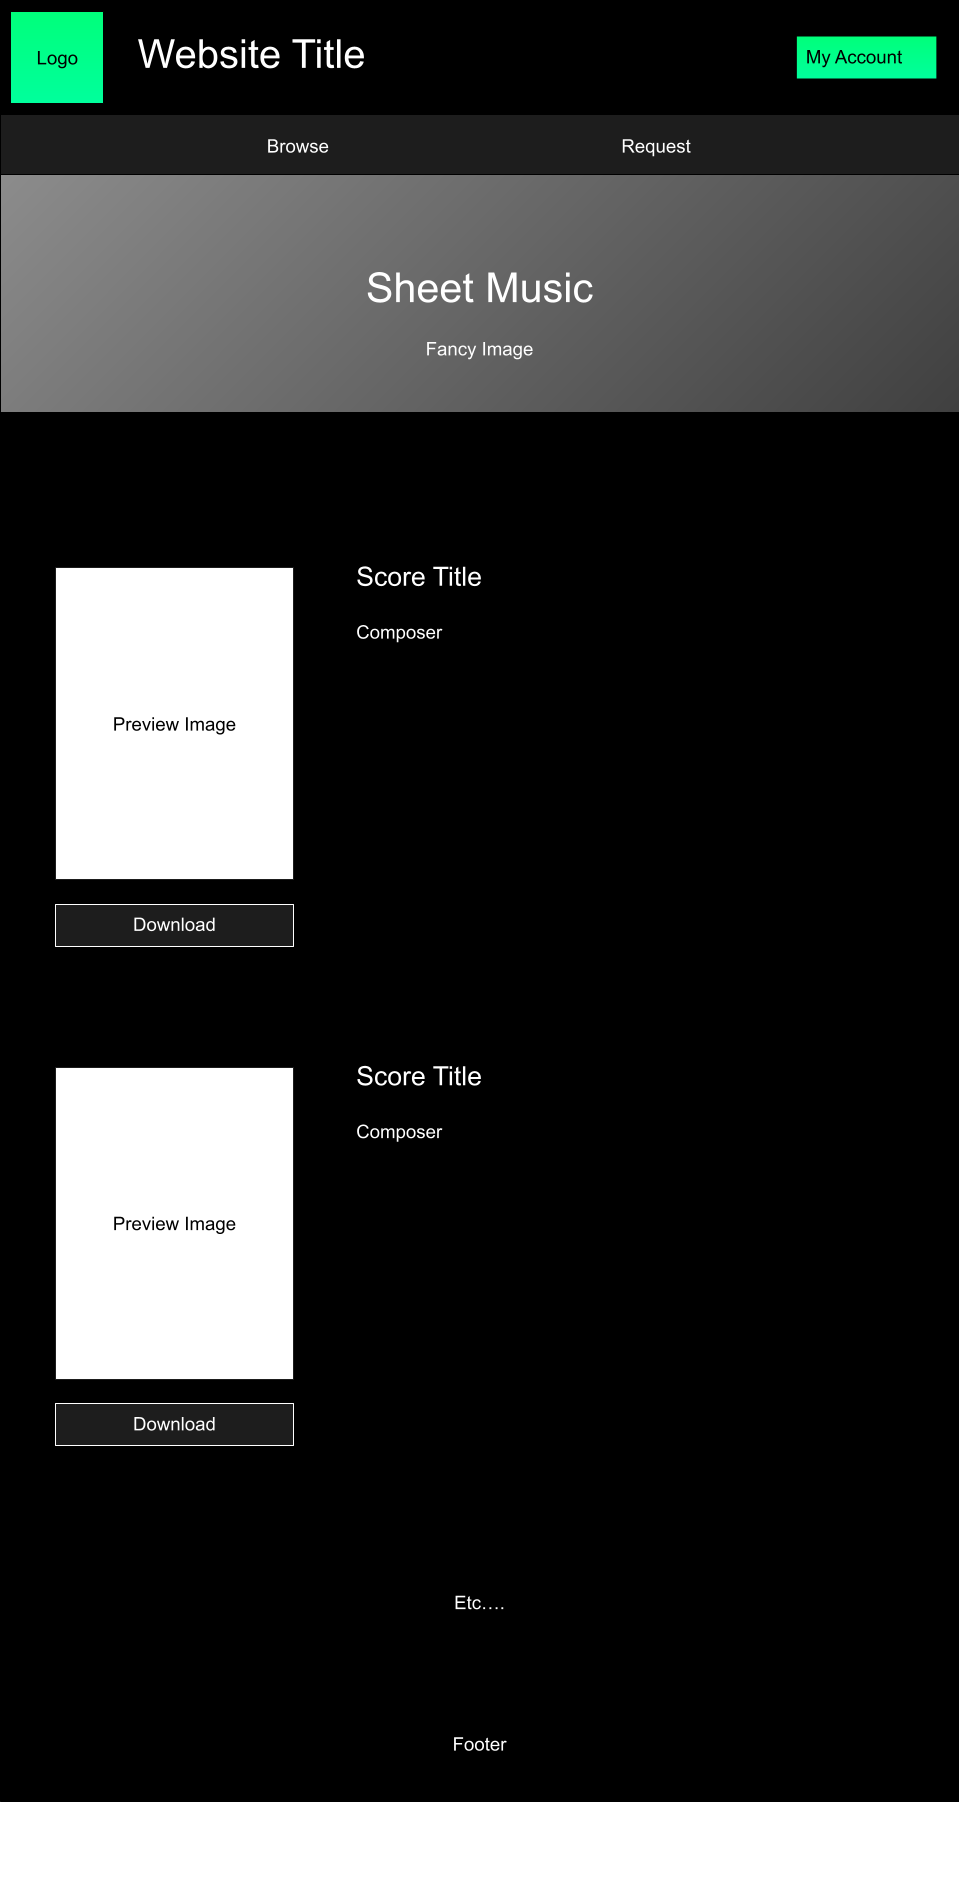 Logo
Website Title
My Account
Browse
Request
Sheet Music
Fancy Image
Score Title
Composer
Preview Image
Download
Score Title
Composer
Preview Image
Download
Etc....
Footer